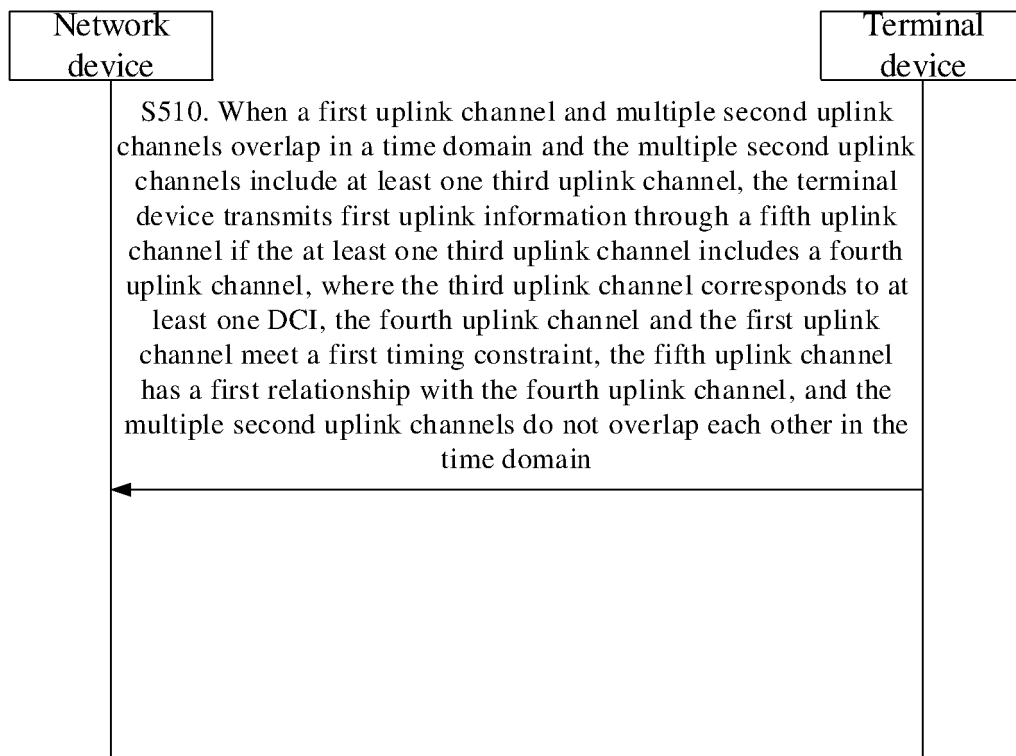 Network
device
Terminal
device
S510. When a first uplink channel and multiple second uplink
channels overlap in a time domain and the multiple second uplink
channels include at least one third uplink channel, the terminal
device transmits first uplink information through a fifth uplink
channel if the at least one third uplink channel includes a fourth
uplink channel, where the third uplink channel corresponds to at
least one DCI, the fourth uplink channel and the first uplink
channel meet a first timing constraint, the fifth uplink channel
has a first relationship with the fourth uplink channel, and the
multiple second uplink channels do not overlap each other in the
time domain